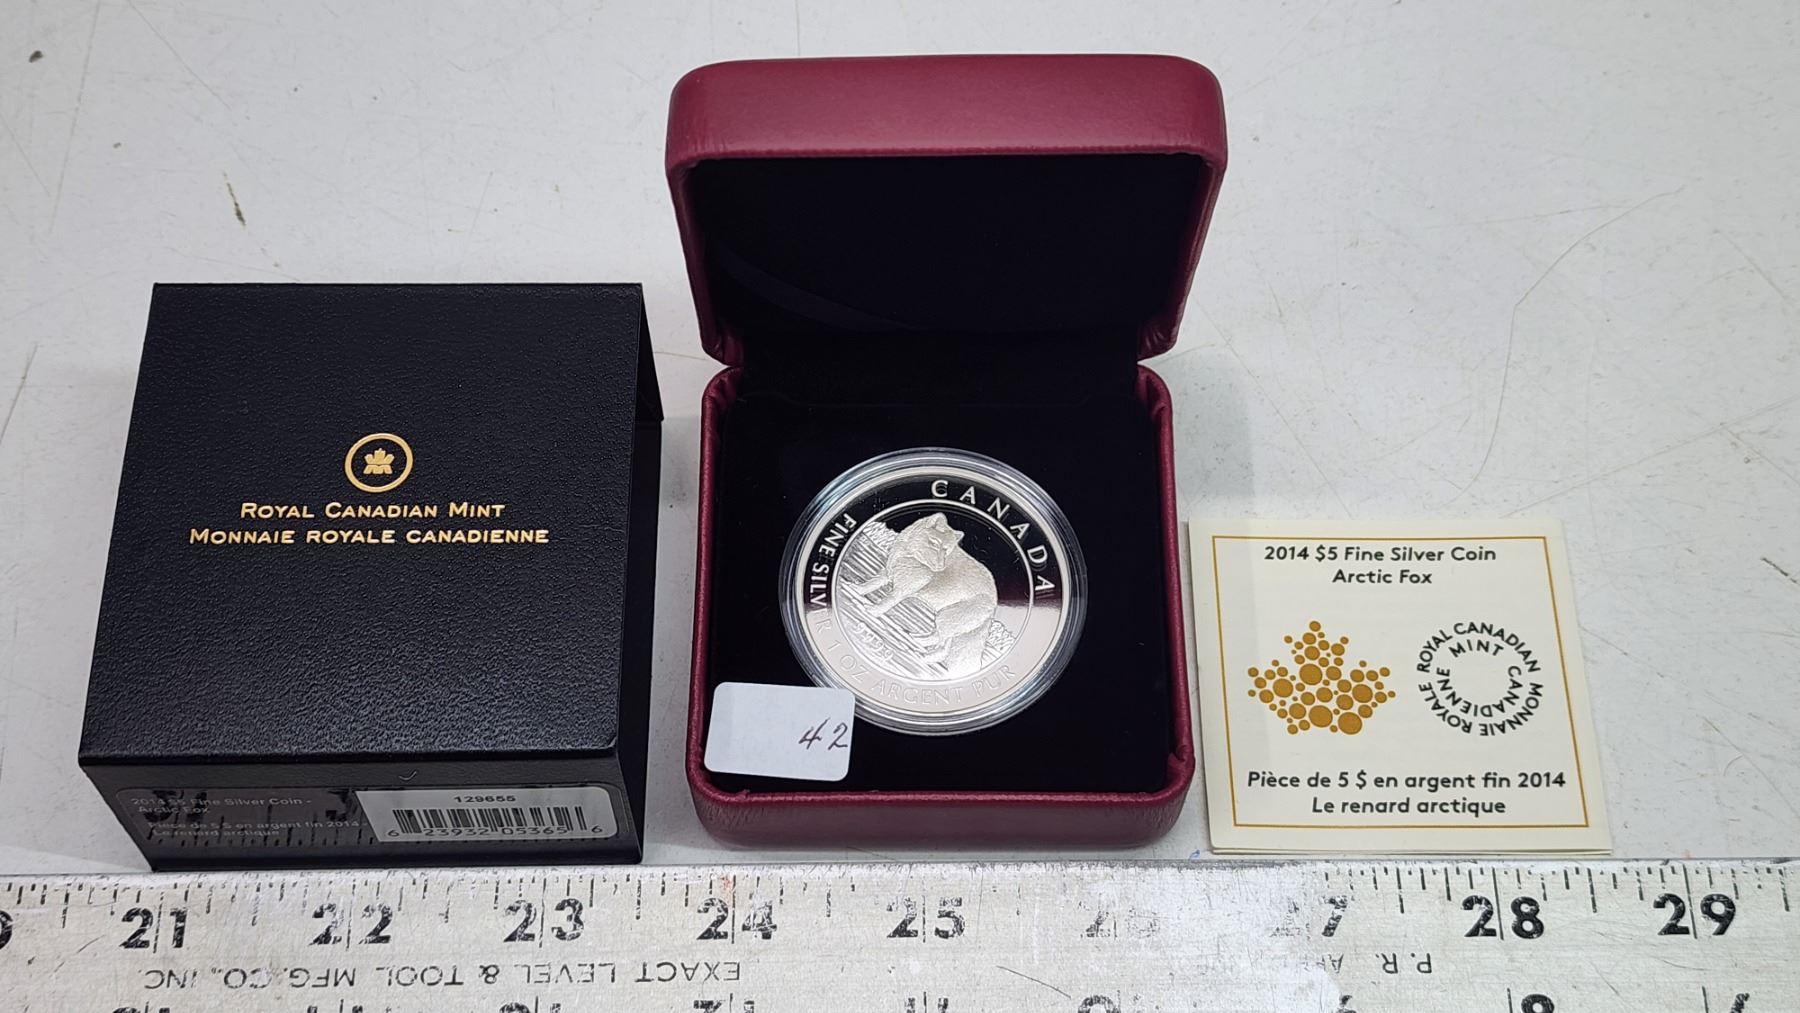 ROYAL CANADIAN MINT
MONNAIE ROYALE CANADIENNE
2014 $5 Fine Silver Coin -
Arctic Fox
Pièce de 5 $ en argent fin 2014 -
Le renard arctique
129655
6 23932 05365 6
CANADA
FINE SILVER 1 OZ ARGENT PUR
9999
42
2014 $5 Fine Silver Coin
Arctic Fox
ROYAL CANADIAN MINT
MONNAIE ROYALE CANADIENNE
Pièce de 5 $ en argent fin 2014
Le renard arctique
21 22 23 24 25 26 27 28 29
EXACT LEVEL & TOOL MFG.CO., INC.
P.R.